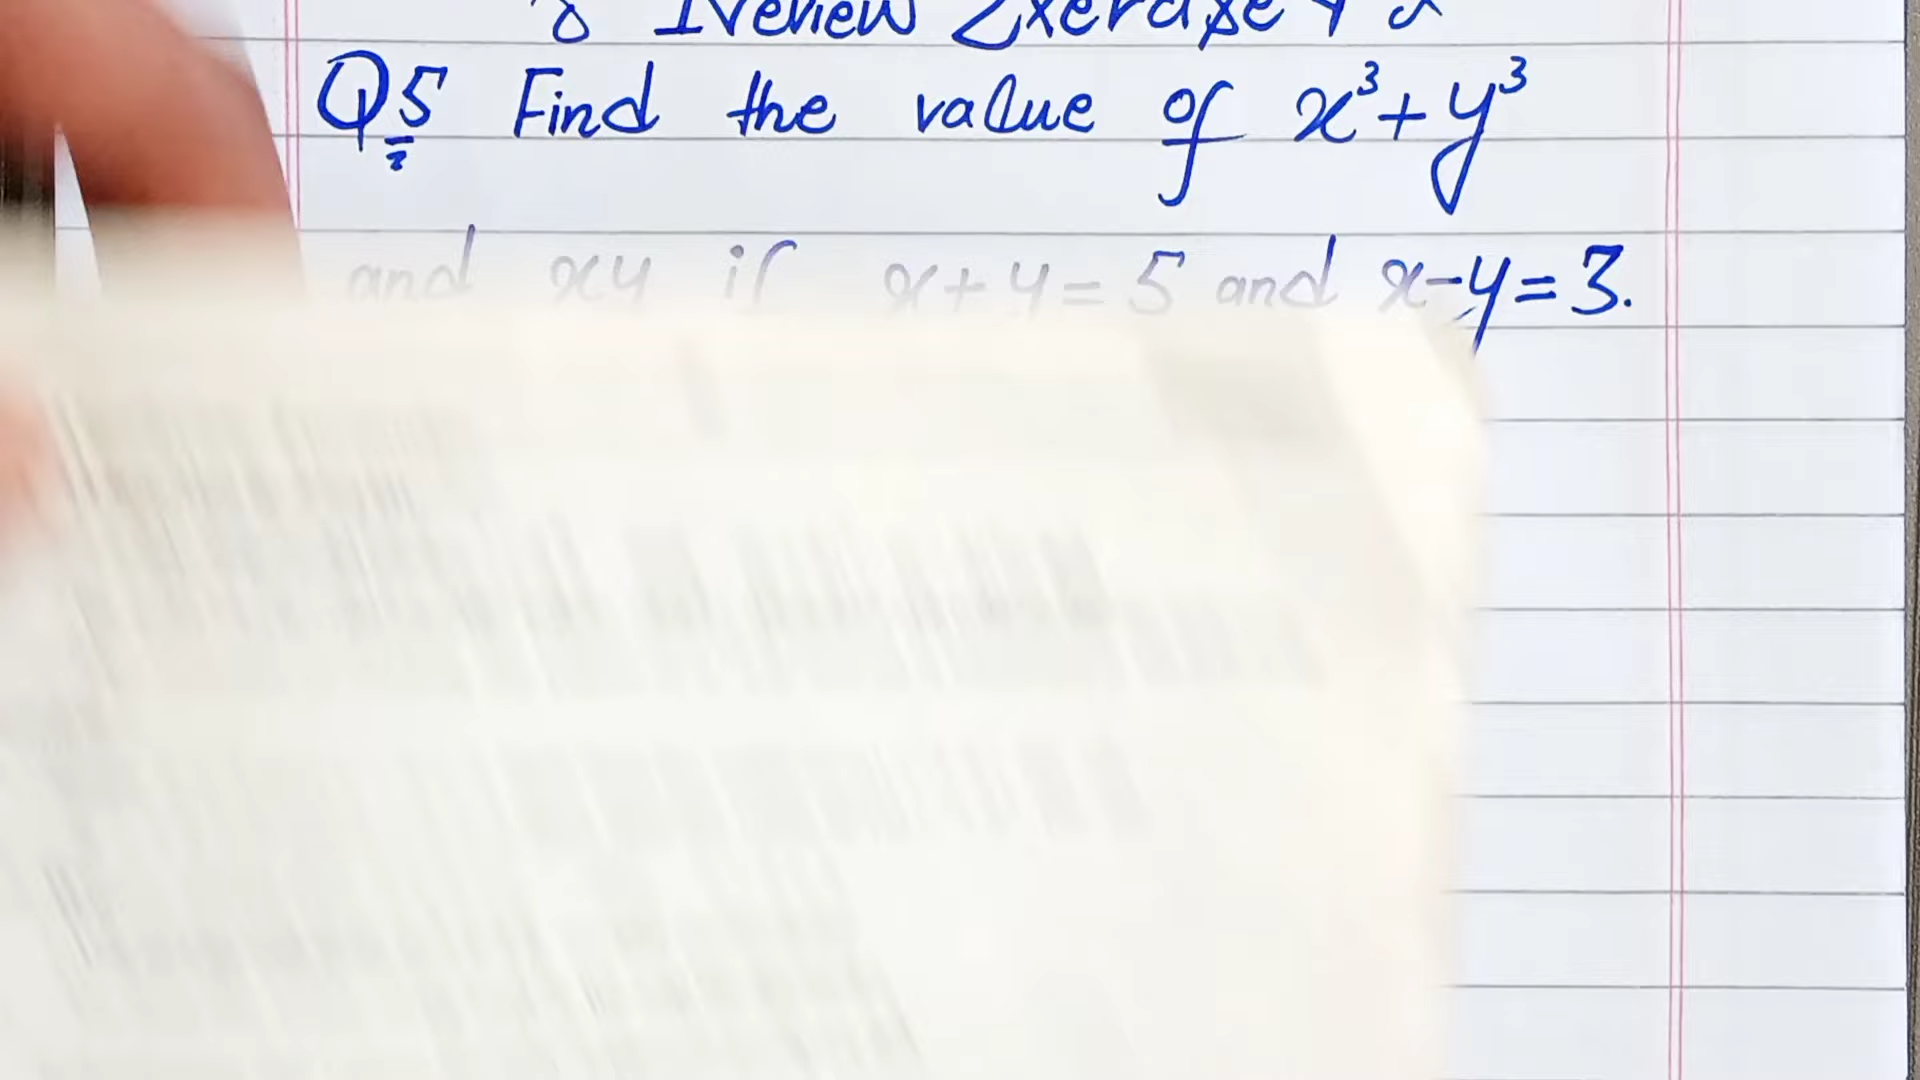 Review Exercise
Q5 Find the value of x³+y³
and xy if x+y=5 and x-y=3.